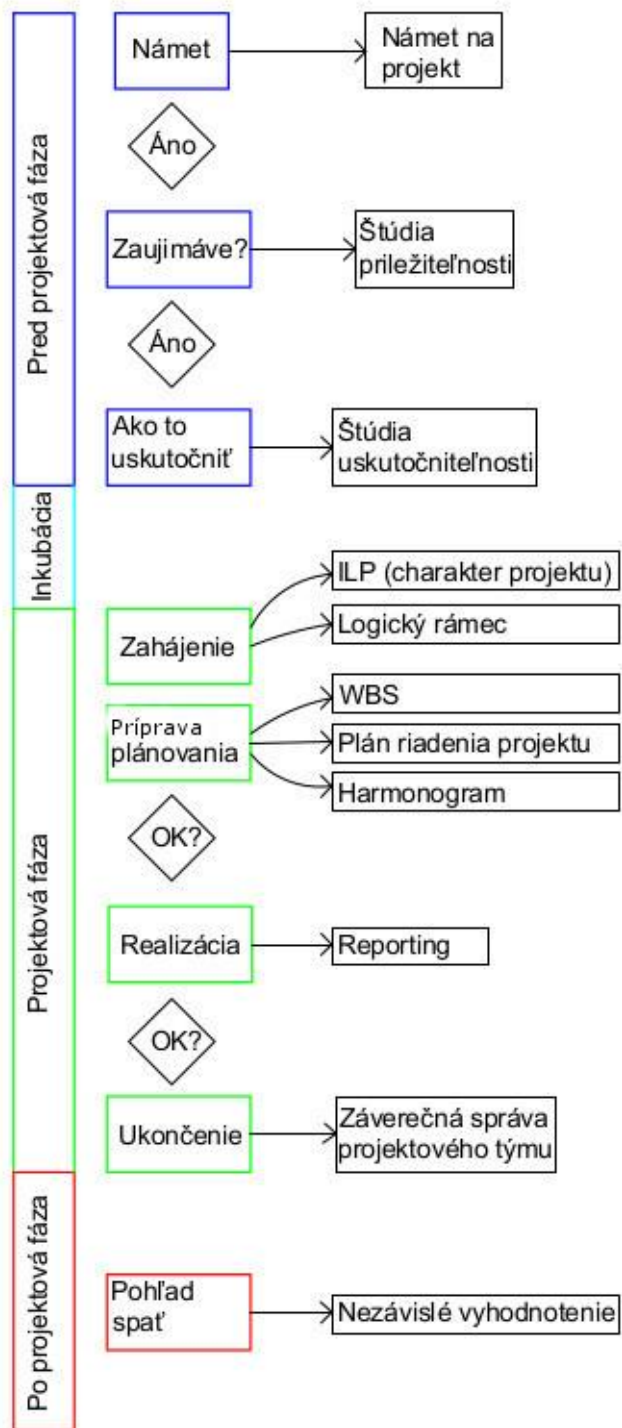 Pred projektová fáza
Námet
Námet na
projekt
Áno
Zaujimáve?
Štúdia
priležiteľnosti
Áno
Ako to
uskutočniť
Štúdia
uskutočniteľnosti
Inkubácia
Projektová fáza
Zahájenie
ILP (charakter projektu)
Logický rámec
Príprava
plánovania
WBS
Plán riadenia projektu
Harmonogram
OK?
Realizácia
Reporting
OK?
Ukončenie
Záverečná správa
projektového týmu
Po projektová fáza
Pohľad
spať
Nezávislé vyhodnotenie